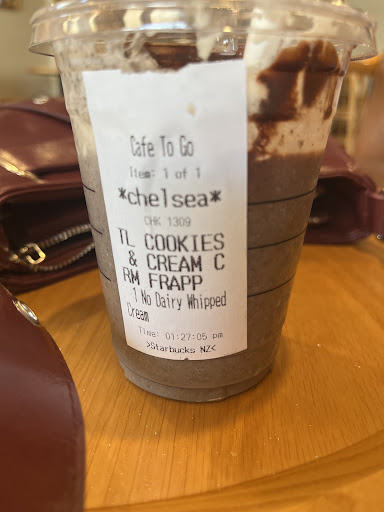 Cafe To Go
Item: 1 of 1
*chelsea*
CHK 1309
TL COOKIES
& CREAM C
RM FRAPP
1 No Dairy Whipped
Cream
Time: 01:27:05 pm
>Starbucks NZ<